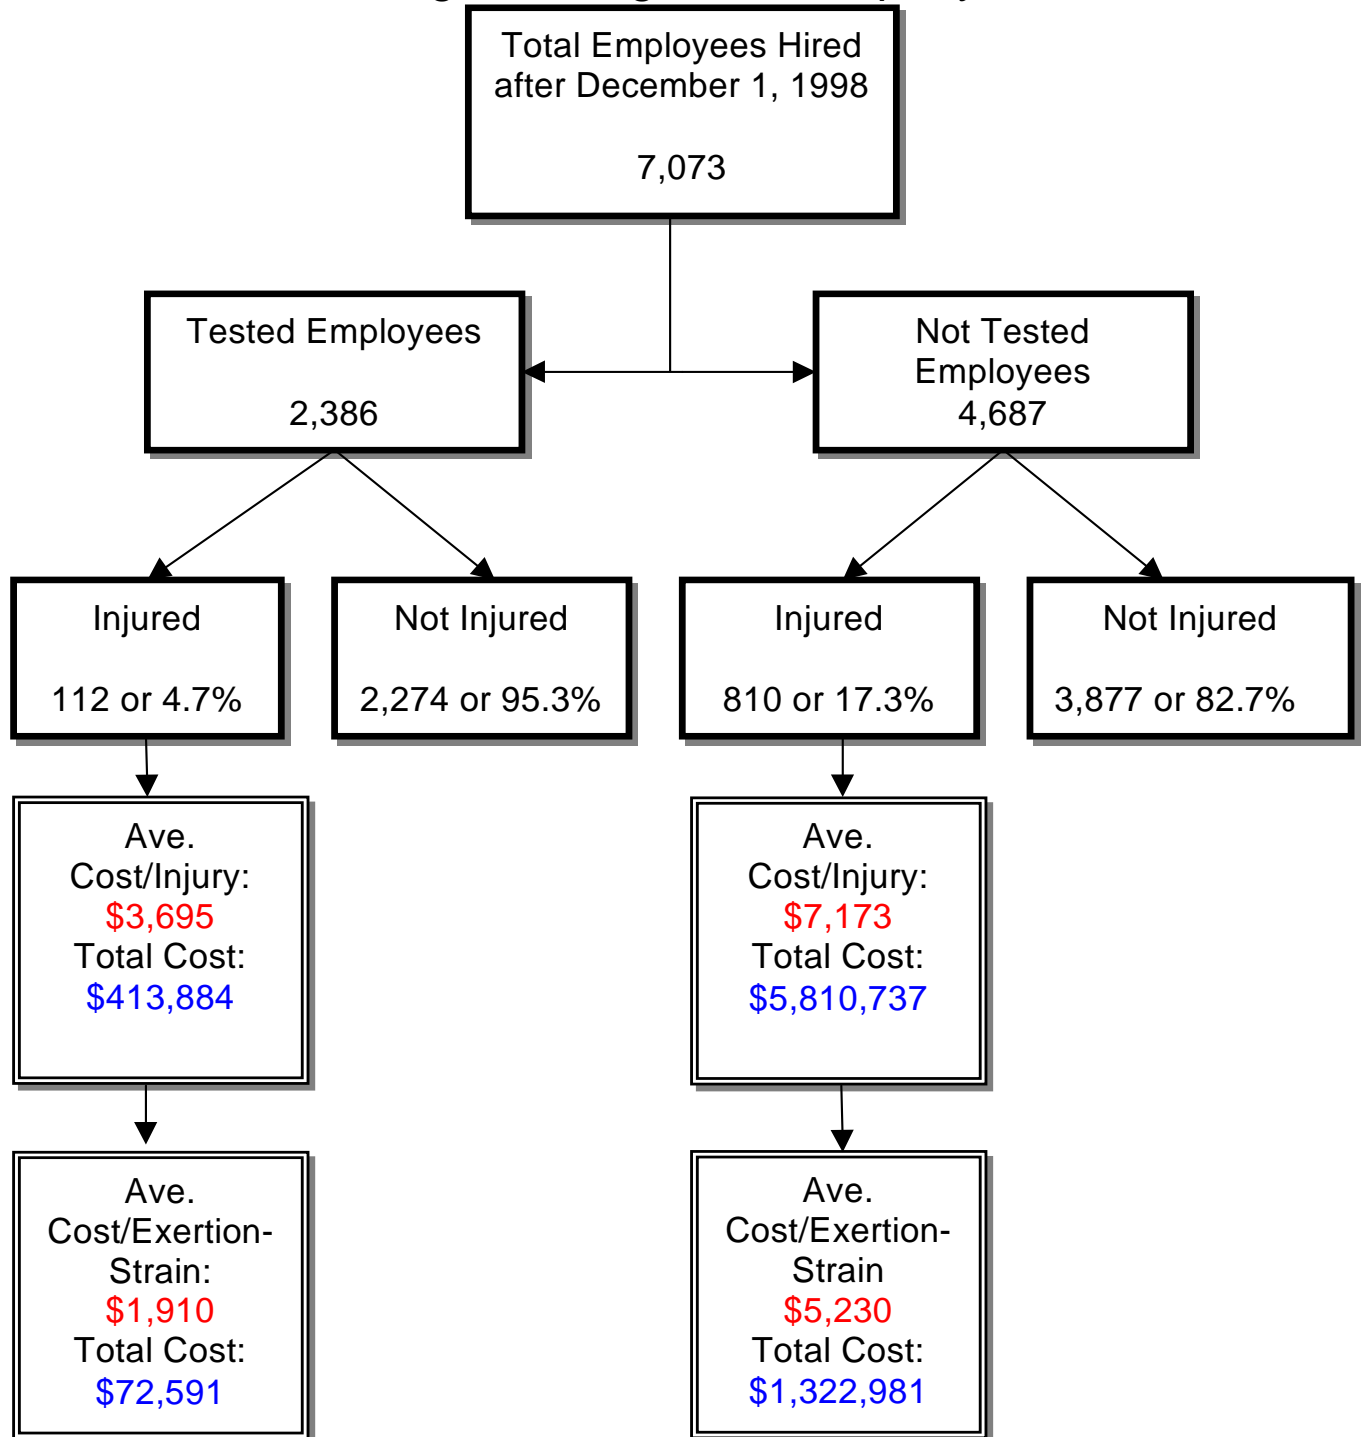 Total Employees Hired
after December 1, 1998
7,073
Tested Employees
2,386
Not Tested
Employees
4,687
Injured
112 or 4.7%
Not Injured
2,274 or 95.3%
Injured
810 or 17.3%
Not Injured
3,877 or 82.7%
Ave.
Cost/Injury:
$3,695
Total Cost:
$413,884
Ave.
Cost/Injury:
$7,173
Total Cost:
$5,810,737
Ave.
Cost/Exertion-
Strain:
$1,910
Total Cost:
$72,591
Ave.
Cost/Exertion-
Strain
$5,230
Total Cost:
$1,322,981